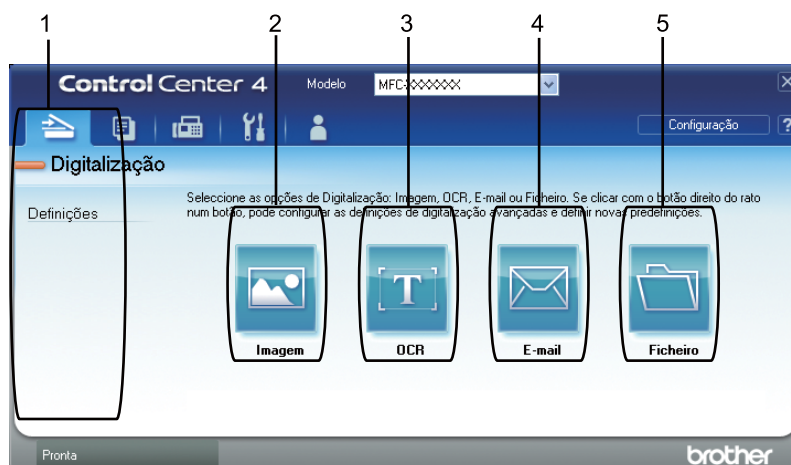 1 2 3 4 5
Control Center 4 Modelo MFC-XXXXXXX
Configuração ?
Digitalização
Seleccione as opções de Digitalização: Imagem, OCR, E-mail ou Ficheiro. Se clicar com o botão direito do rato
num botão, pode configurar as definições de digitalização avançadas e definir novas predefinições.
Definições
T
Imagem OCR E-mail Ficheiro
Pronta brother